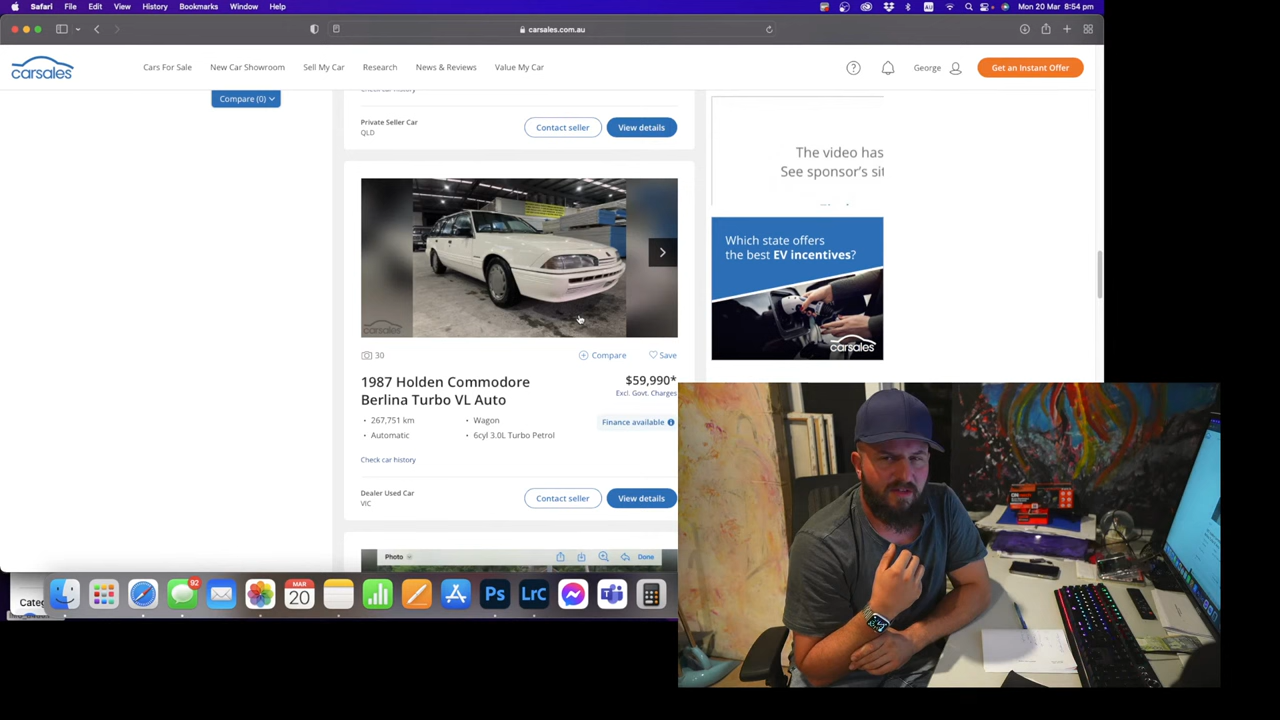 Safari File Edit View History Bookmarks Window Help
Mon 20 Mar 8:54 pm
carsales.com.au
carsales
Cars For Sale New Car Showroom Sell My Car Research News & Reviews Value My Car
George
Get an Instant Offer
Compare (0)
Private Seller Car
QLD
Contact seller
View details
The video has
See sponsor's sit
carsales
Which state offers
the best EV incentives?
carsales
30
Compare
Save
1987 Holden Commodore
Berlina Turbo VL Auto
$59,990*
Excl. Govt. Charges
267,751 km
Wagon
Automatic
6cyl 3.0L Turbo Petrol
Finance available
Check car history
Dealer Used Car
VIC
Contact seller
View details
Photo
Done
Categ
92
MAR
20
Ps
LrC